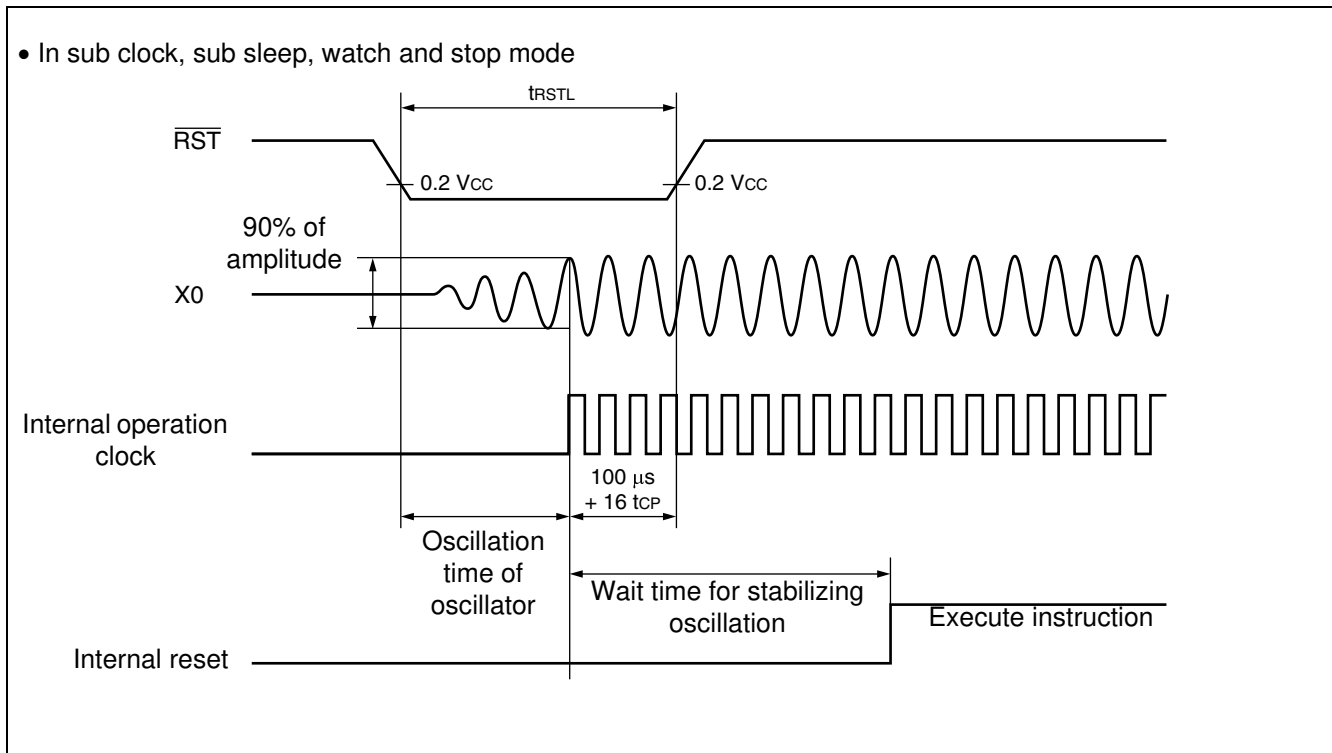 • In sub clock, sub sleep, watch and stop mode
tRSTL
RST
0.2 VCC
0.2 VCC
90% of
amplitude
X0
Internal operation
clock
100 μs
+ 16 tCP
Oscillation
time of
oscillator
Wait time for stabilizing
oscillation
Execute instruction
Internal reset